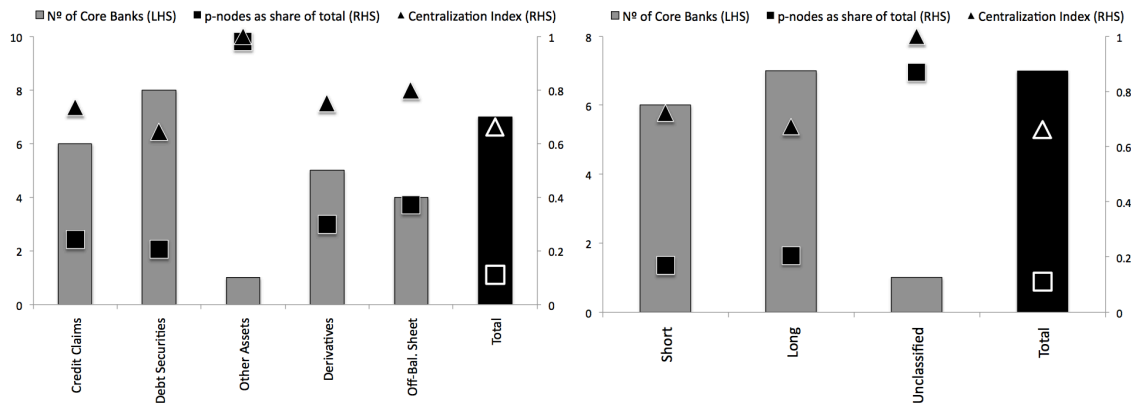 Nº of Core Banks (LHS) p-nodes as share of total (RHS) Centralization Index (RHS)
10
8
6
4
2
0
1
0.8
0.6
0.4
0.2
0
Credit Claims
Debt Securities
Other Assets
Derivatives
Off-Bal. Sheet
Total
Nº of Core Banks (LHS) p-nodes as share of total (RHS) Centralization Index (RHS)
8
6
4
2
0
1
0.8
0.6
0.4
0.2
0
Short
Long
Unclassified
Total